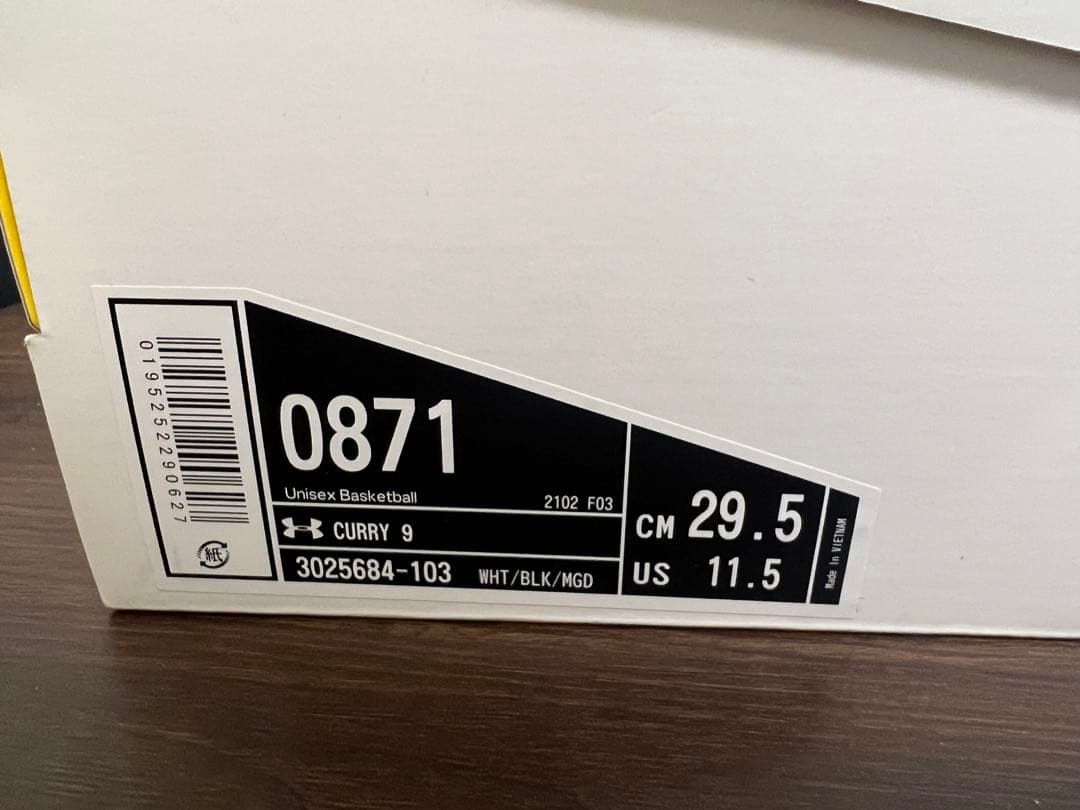 0195252290627
紙
0871
Unisex Basketball
2102 F03
CURRY 9
3025684-103 WHT/BLK/MGD
CM 29.5
US 11.5
Made In VIETNAM